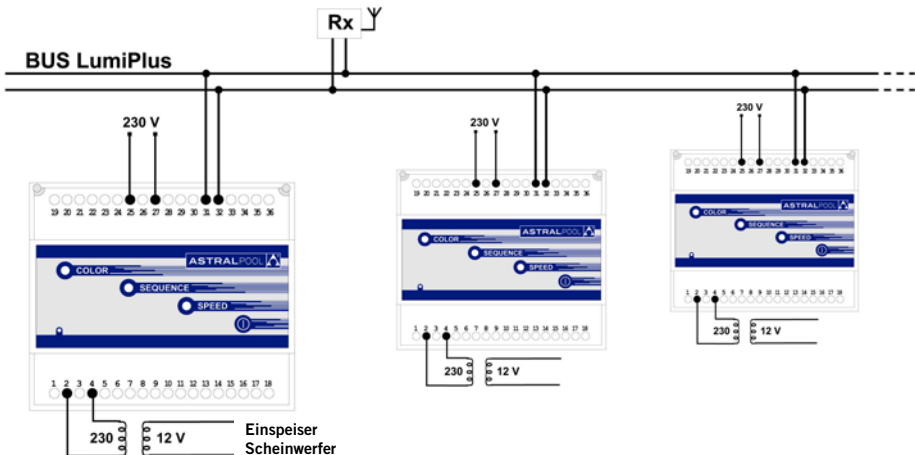 Rx
BUS LumiPlus
230 V
19 20 21 22 23 24 25 26 27 28 29 30 31 32 33 34 35 36
ASTRALPOOL
COLOR
SEQUENCE
SPEED
1 2 3 4 5 6 7 8 9 10 11 12 13 14 15 16 17 18
230 12 V
Einspeiser
Scheinwerfer
230 V
19 20 21 22 23 24 25 26 27 28 29 30 31 32 33 34 35 36
ASTRALPOOL
COLOR
SEQUENCE
SPEED
1 2 3 4 5 6 7 8 9 10 11 12 13 14 15 16 17 18
230 12 V
230 V
19 20 21 22 23 24 25 26 27 28 29 30 31 32 33 34 35 36
ASTRALPOOL
COLOR
SEQUENCE
SPEED
1 2 3 4 5 6 7 8 9 10 11 12 13 14 15 16 17 18
230 12 V